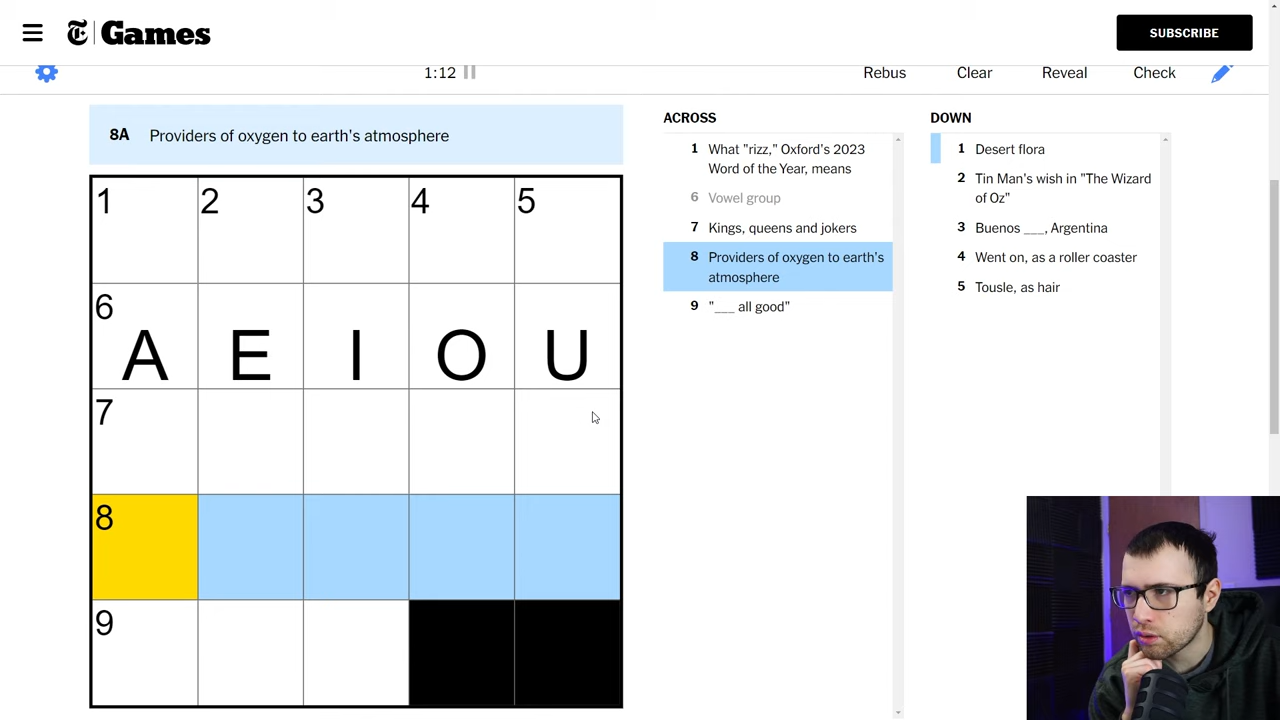 Games
SUBSCRIBE
1:12
Rebus
Clear
Reveal
Check
8A Providers of oxygen to earth's atmosphere
1 2 3 4 5
6
A E I O U
7
8
9
ACROSS
1 What "rizz," Oxford's 2023
Word of the Year, means
6 Vowel group
7 Kings, queens and jokers
8 Providers of oxygen to earth's
atmosphere
9 "___ all good"
DOWN
1 Desert flora
2 Tin Man's wish in "The Wizard
of Oz"
3 Buenos ___, Argentina
4 Went on, as a roller coaster
5 Tousle, as hair